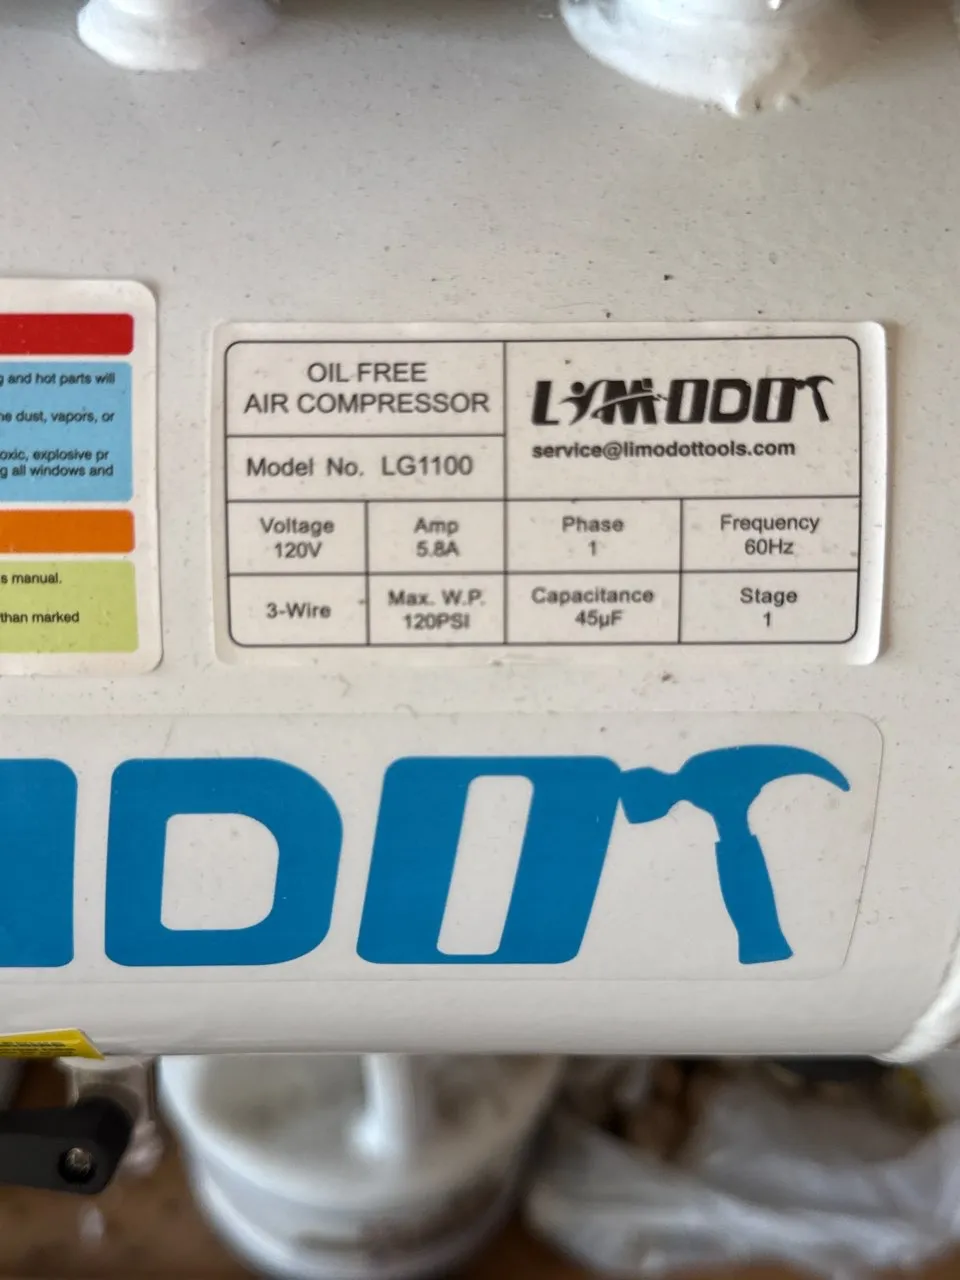 g and hot parts will
ne dust, vapors, or
oxic, explosive pr
g all windows and
s manual.
than marked
OIL FREE
AIR COMPRESSOR
LIMODOT
service@limodottools.com
Model No. LG1100
Voltage
120V
Amp
5.8A
Phase
1
Frequency
60Hz
3-Wire
Max. W.P.
120PSI
Capacitance
45µF
Stage
1
DOT